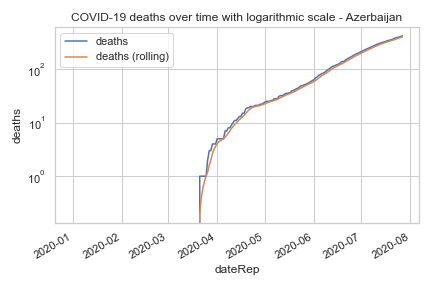 COVID-19 deaths over time with logarithmic scale - Azerbaijan
deaths
deaths (rolling)
10²
10¹
10⁰
deaths
2020-01
2020-02
2020-03
2020-04
2020-05
2020-06
2020-07
2020-08
dateRep